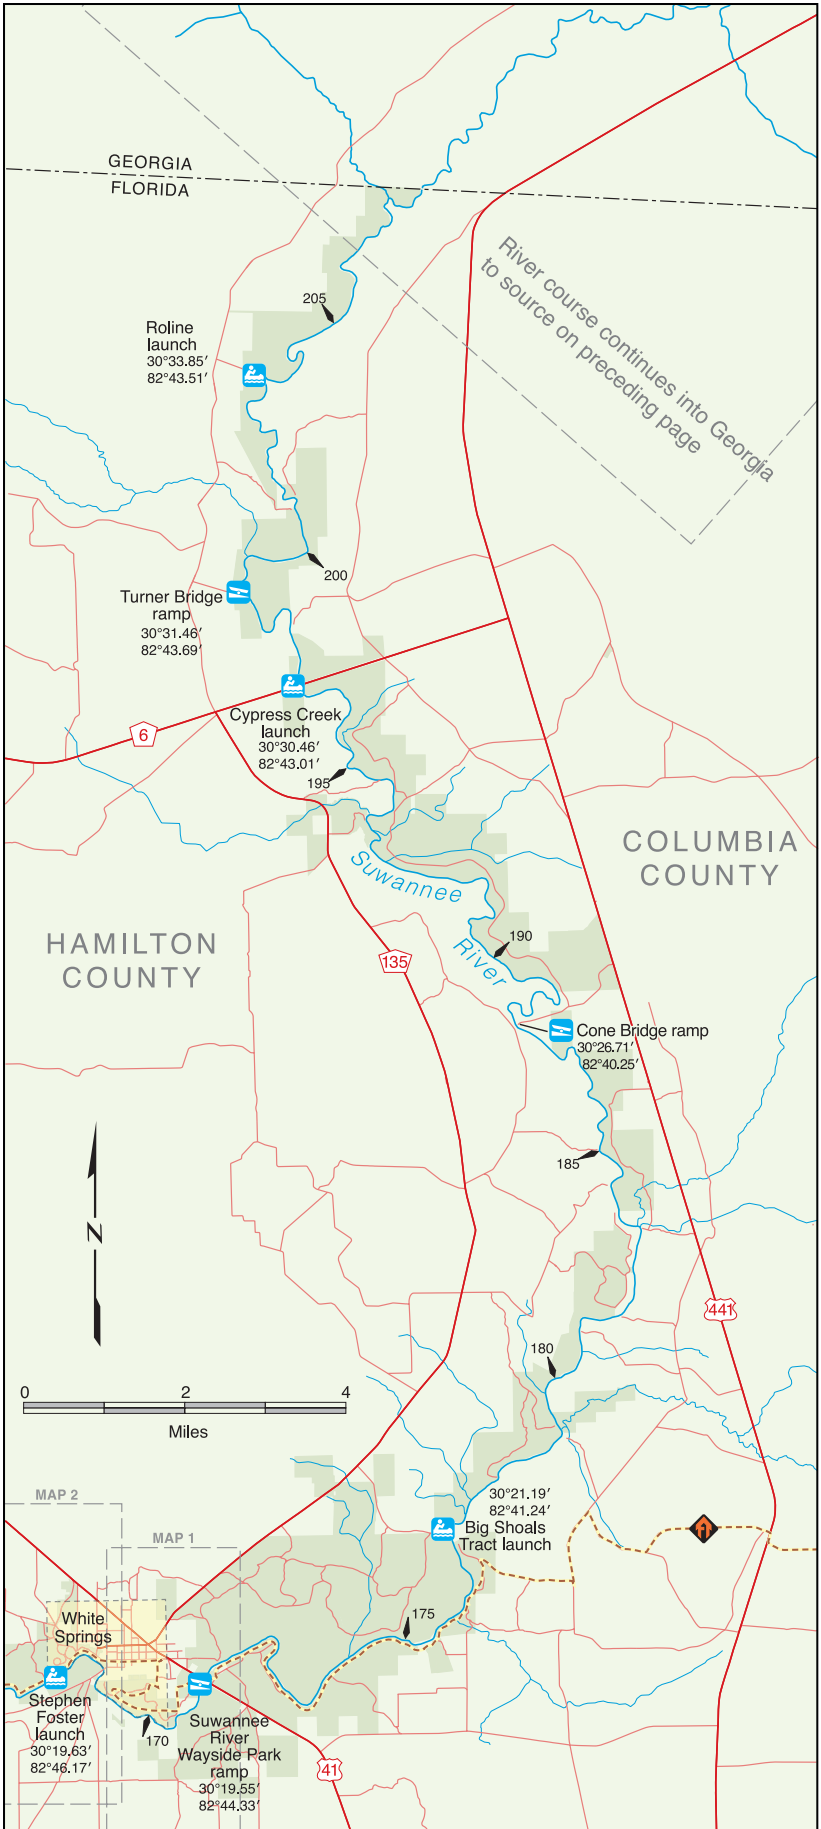 GEORGIA
FLORIDA
River course continues into Georgia
to source on preceding page
205
Roline
launch
30°33.85′
82°43.51′
200
Turner Bridge
ramp
30°31.46′
82°43.69′
6
Cypress Creek
launch
30°30.46′
82°43.01′
195
COLUMBIA
COUNTY
Suwannee
River
HAMILTON
COUNTY
190
135
Cone Bridge ramp
30°26.71′
82°40.25′
185
N
441
180
0 2 4
Miles
MAP 2
MAP 1
30°21.19′
82°41.24′
Big Shoals
Tract launch
175
White
Springs
Stephen
Foster
launch
30°19.63′
82°46.17′
170
Suwannee
River
Wayside Park
ramp
30°19.55′
82°44.33′
41